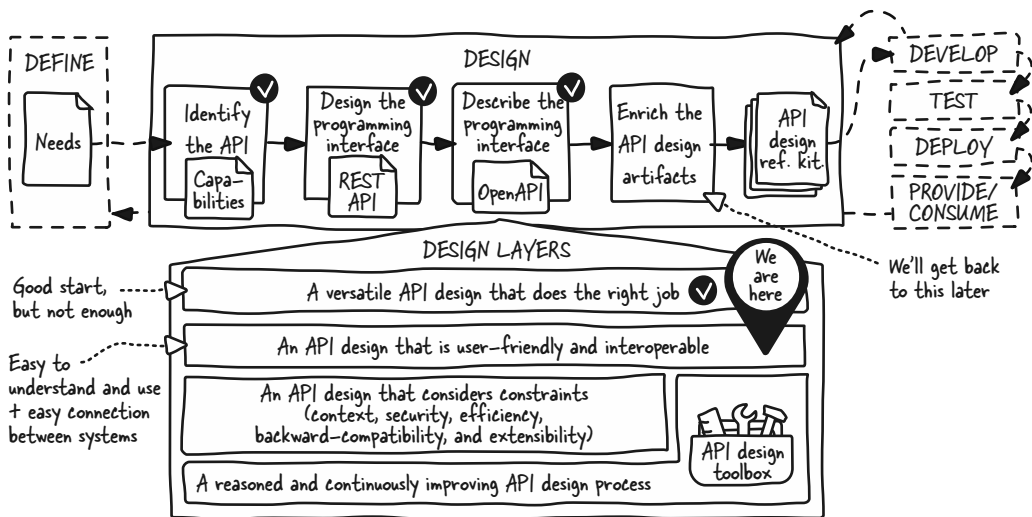 DEFINE
Needs
DESIGN
Identify
the API
Capa-
bilities
Design the
programming
interface
REST
API
Describe the
programming
interface
OpenAPI
Enrich the
API design
artifacts
API
design
ref. kit.
DEVELOP
TEST
DEPLOY
PROVIDE/
CONSUME
We'll get back
to this later
DESIGN LAYERS
We
are
here
Good start,
but not enough
A versatile API design that does the right job
Easy to
understand and use
+ easy connection
between systems
An API design that is user-friendly and interoperable
An API design that considers constraints
(context, security, efficiency,
backward-compatibility, and extensibility)
API design
toolbox
A reasoned and continuously improving API design process